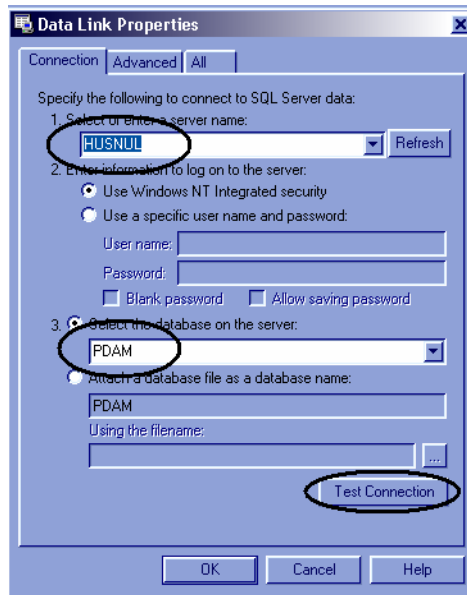 Data Link Properties
Connection Advanced All
Specify the following to connect to SQL Server data:
1. Select or enter a server name:
HUSNUL Refresh
2. Enter information to log on to the server:
Use Windows NT Integrated security
Use a specific user name and password:
User name:
Password:
Blank password Allow saving password
3. Select the database on the server:
PDAM
Attach a database file as a database name:
PDAM
Using the filename:
...
Test Connection
OK Cancel Help